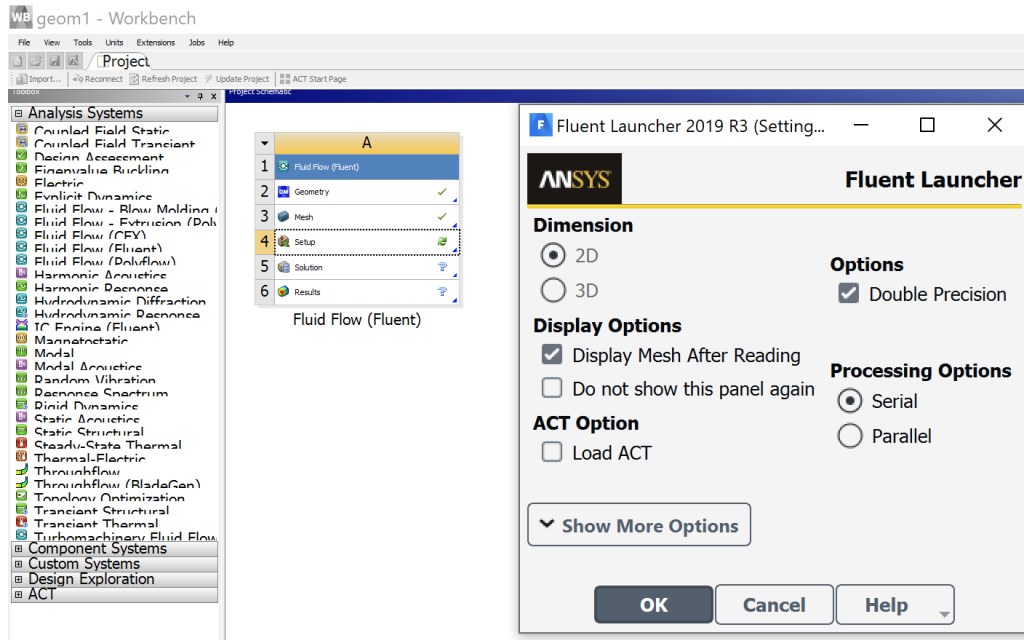 WB geom1 - Workbench
File View Tools Units Extensions Jobs Help
Project
Import... Reconnect Refresh Project Update Project ACT Start Page
Toolbox
Project Schematic
Analysis Systems
Coupled Field Static
Coupled Field Transient
Design Assessment
Eigenvalue Buckling
Electric
Explicit Dynamics
Fluid Flow - Blow Molding (
Fluid Flow - Extrusion (Poly
Fluid Flow (CFX)
Fluid Flow (Fluent)
Fluid Flow (Polyflow)
Harmonic Acoustics
Harmonic Response
Hydrodynamic Diffraction
Hydrodynamic Response
IC Engine (Fluent)
Magnetostatic
Modal
Modal Acoustics
Random Vibration
Response Spectrum
Rigid Dynamics
Static Acoustics
Static Structural
Steady-State Thermal
Thermal-Electric
Throughflow
Throughflow (BladeGen)
Topology Optimization
Transient Structural
Transient Thermal
Turbomachinery Fluid Flow
Component Systems
Custom Systems
Design Exploration
ACT
A
1 Fluid Flow (Fluent)
2 DM Geometry
3 Mesh
4 Setup
5 Solution ?
6 Results ?
Fluid Flow (Fluent)
F Fluent Launcher 2019 R3 (Setting...
ANSYS
Fluent Launcher
Dimension
2D
3D
Options
Double Precision
Display Options
Display Mesh After Reading
Do not show this panel again
Processing Options
Serial
Parallel
ACT Option
Load ACT
Show More Options
OK Cancel Help